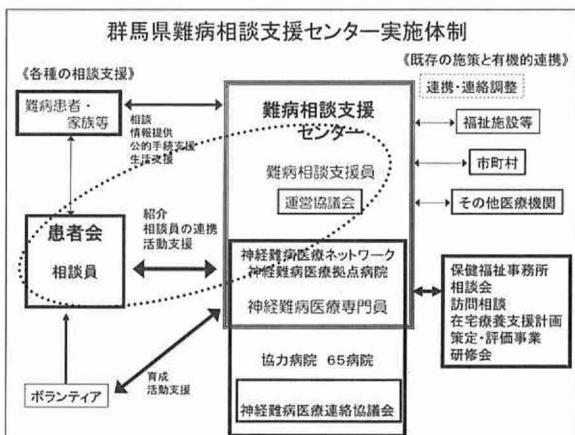 群馬県難病相談支援センター実施体制
《各種の相談支援》
《既存の施策と有機的連携》
難病患者・
家族等
相談
情報提供
公的手続支援
生活支援
難病相談支援
センター
難病相談支援員
運営協議会
連携・連絡調整
福祉施設等
市町村
その他医療機関
患者会
相談員
紹介
相談員の連携
活動支援
神経難病医療ネットワーク
神経難病医療拠点病院
神経難病医療専門員
保健福祉事務所
相談会
訪問相談
在宅療養支援計画
策定・評価事業
研修会
ボランティア
育成
活動支援
協力病院 65病院
神経難病医療連絡協議会